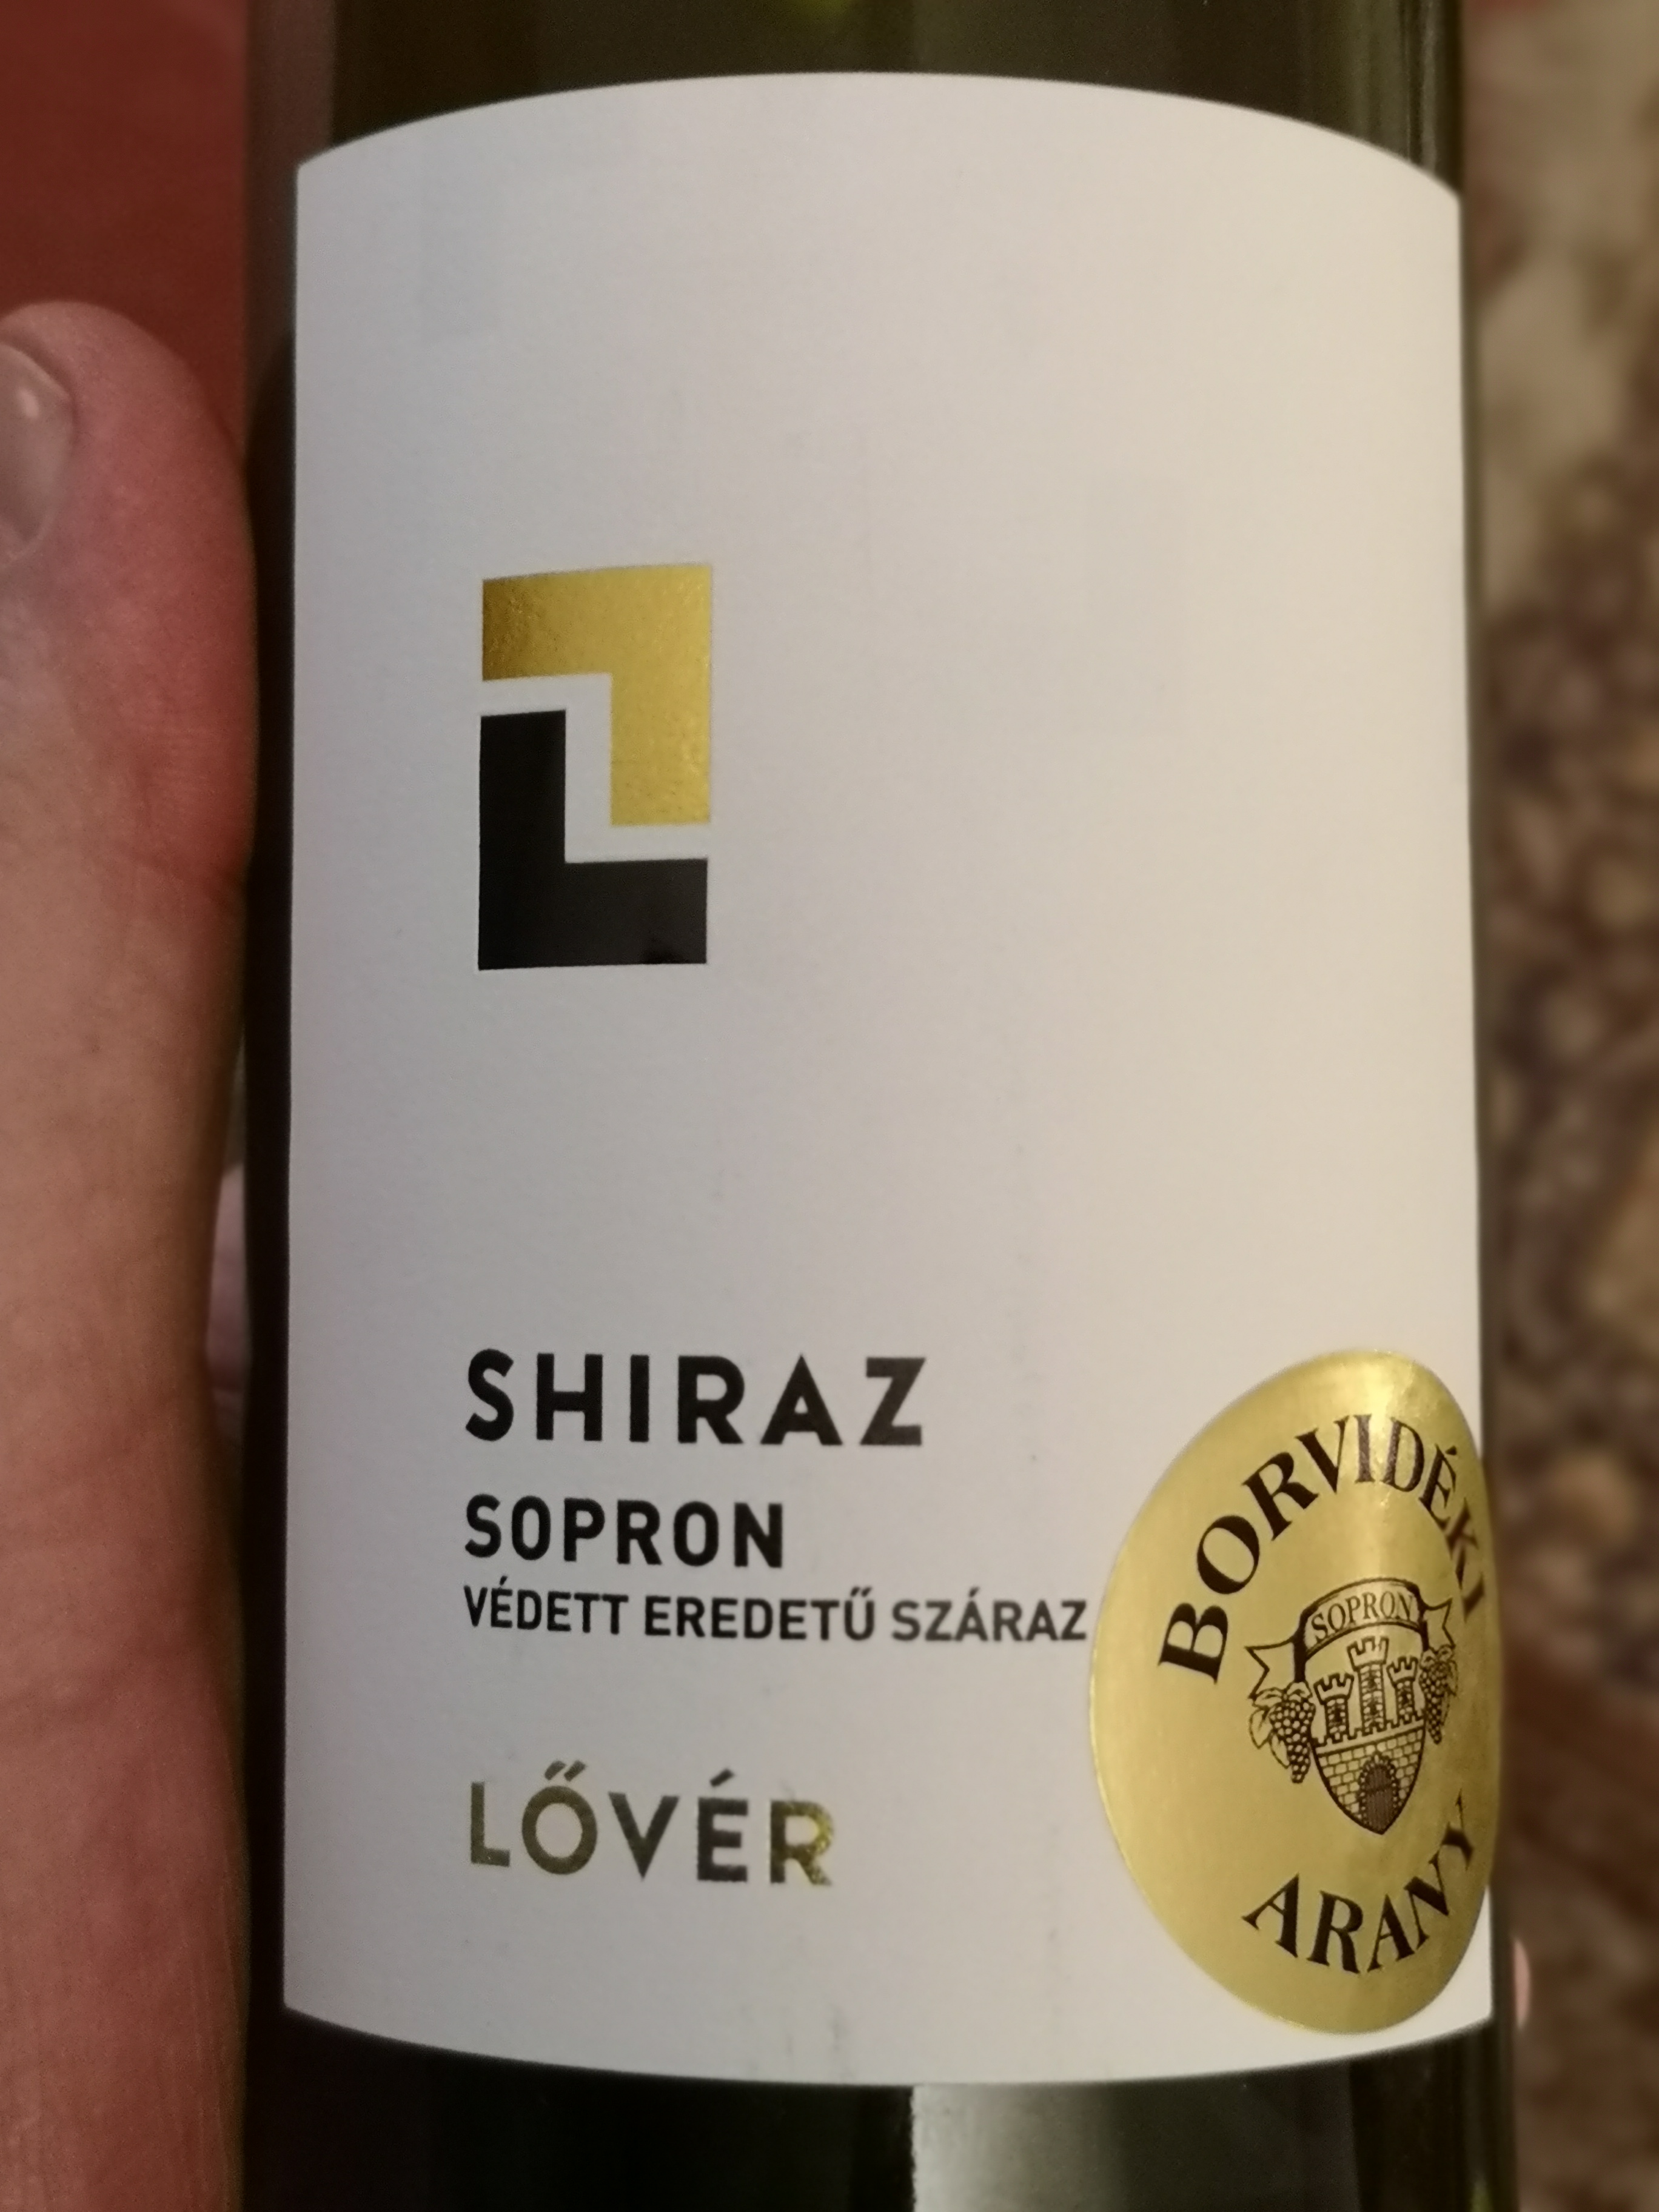 SHIRAZ
SOPRON
VÉDETT EREDETŰ SZÁRAZ
LŐVÉR
BORVIDÉKI
SOPRON
ARANY